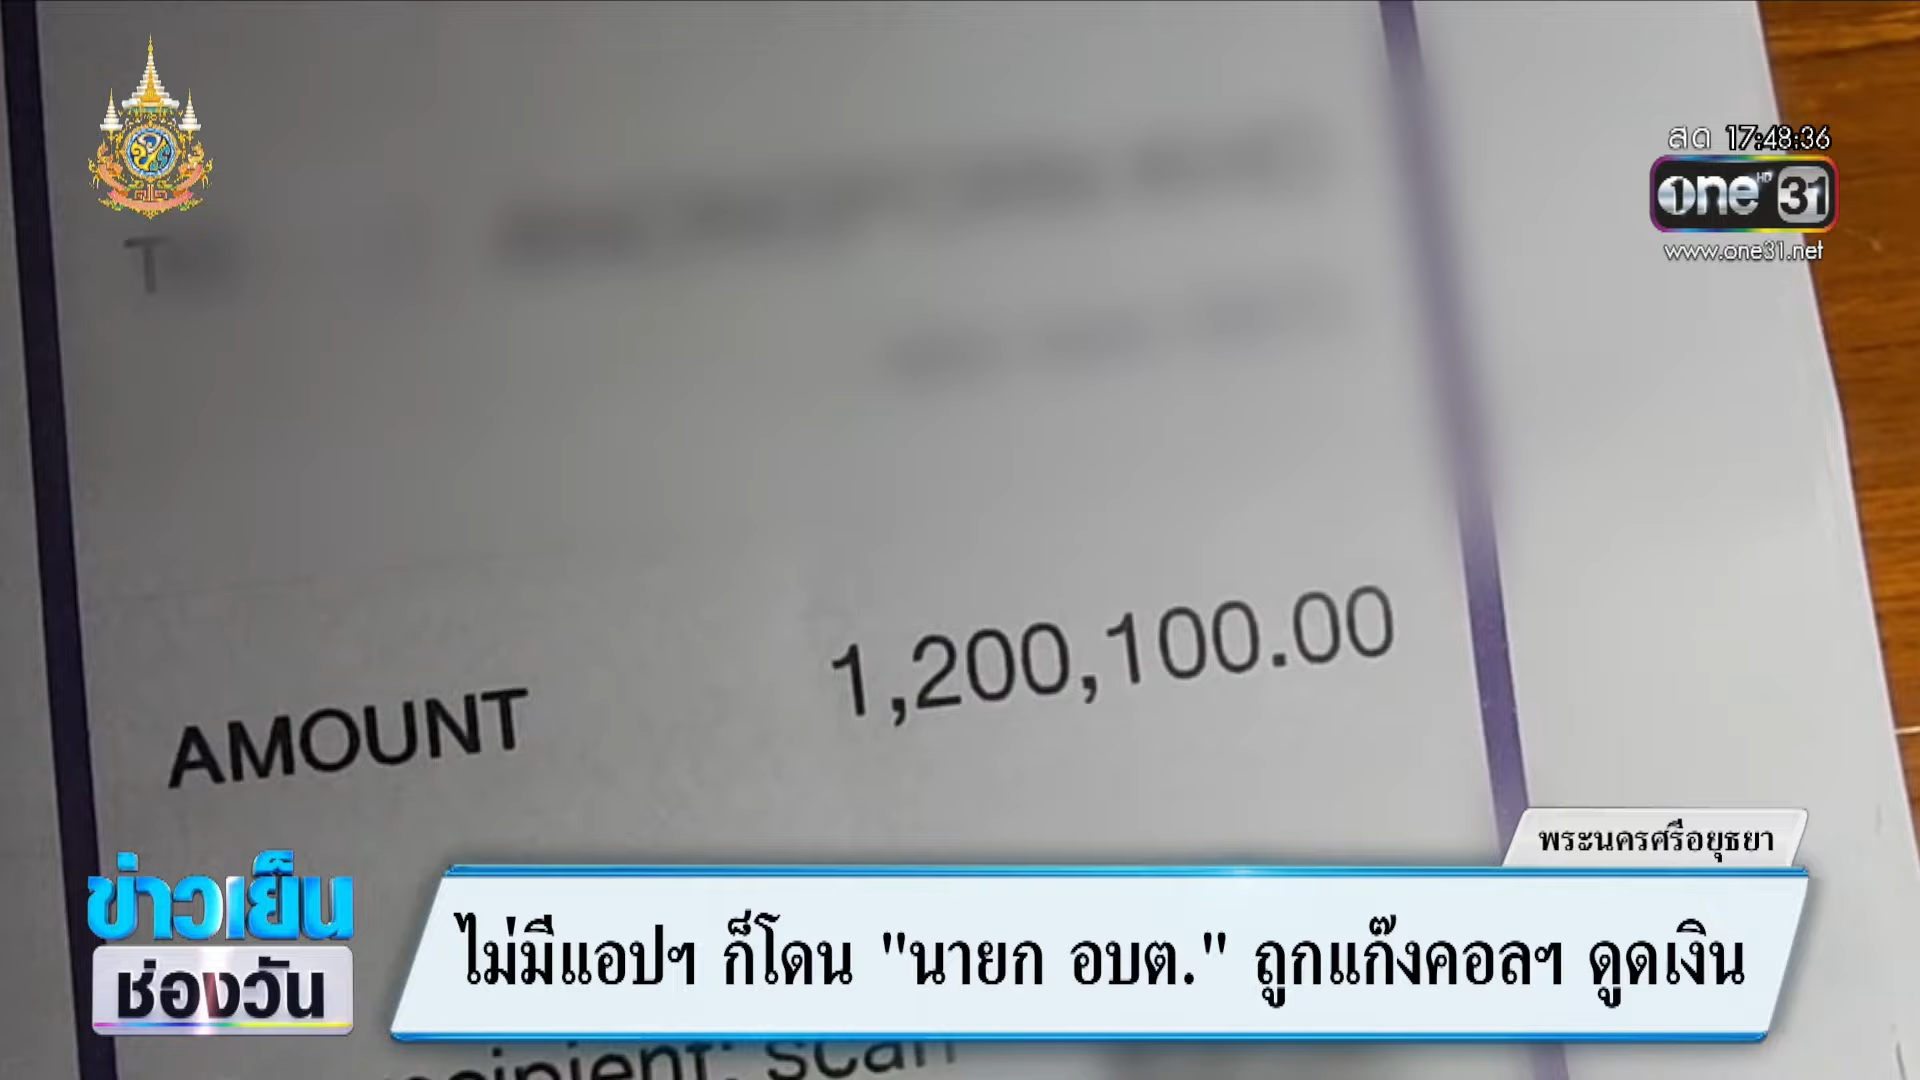 สด 17:48:36
one HD 31
www.one31.net
AMOUNT 1,200,100.00
พระนครศรีอยุธยา
ข่าวเย็น
ช่องวัน
ไม่มีแอปฯ ก็โดน "นายก อบต." ถูกแก๊งคอลฯ ดูดเงิน
scan